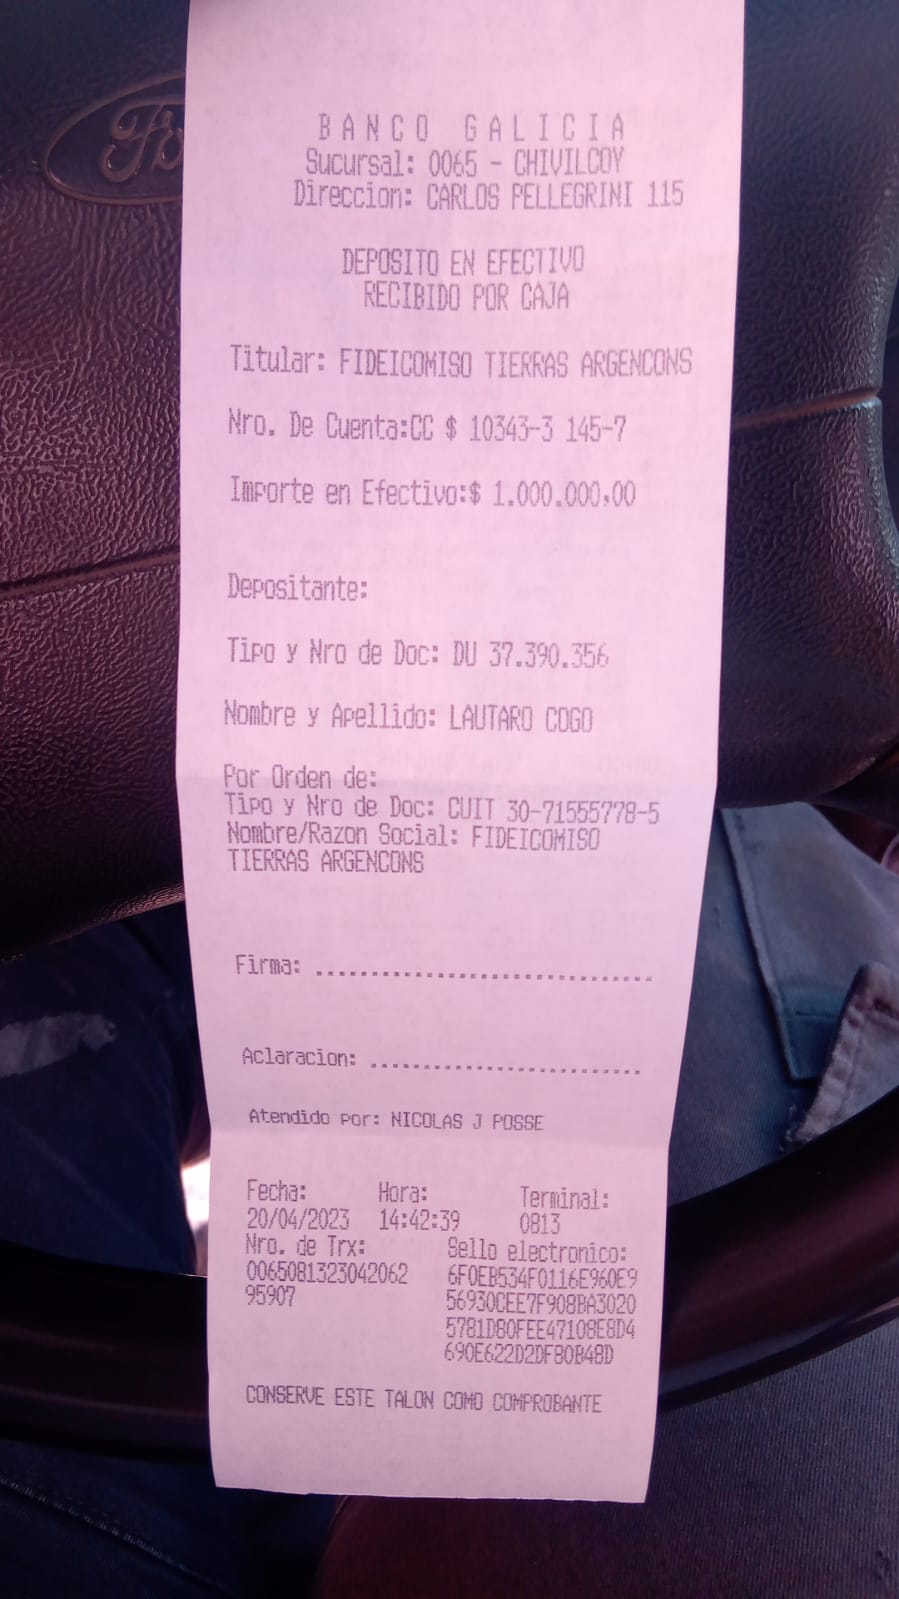 Ford
BANCO GALICIA
Sucursal: 0065 - CHIVILCOY
Direccion: CARLOS PELLEGRINI 115
DEPOSITO EN EFECTIVO
RECIBIDO POR CAJA
Titular: FIDEICOMISO TIERRAS ARGENCONS
Nro. De Cuenta:CC $ 10343-3 145-7
Importe en Efectivo:$ 1.000.000,00
Depositante:
Tipo y Nro de Doc: DU 37.390.356
Nombre y Apellido: LAUTARO COGO
Por Orden de:
Tipo y Nro de Doc: CUIT 30-71555778-5
Nombre/Razon Social: FIDEICOMISO
TIERRAS ARGENCONS
Firma: ..................................
Aclaracion: ...........................
Atendido por: NICOLAS J POSSE
Fecha: Hora: Terminal:
20/04/2023 14:42:39 0813
Nro. de Trx: Sello electronico:
0065081323042062 6F0EB534F0116E960E9
95907 56930CEE7F908BA3020
5781D80FEE47108E8D4
690E622D2DFB0B48D
CONSERVE ESTE TALON COMO COMPROBANTE